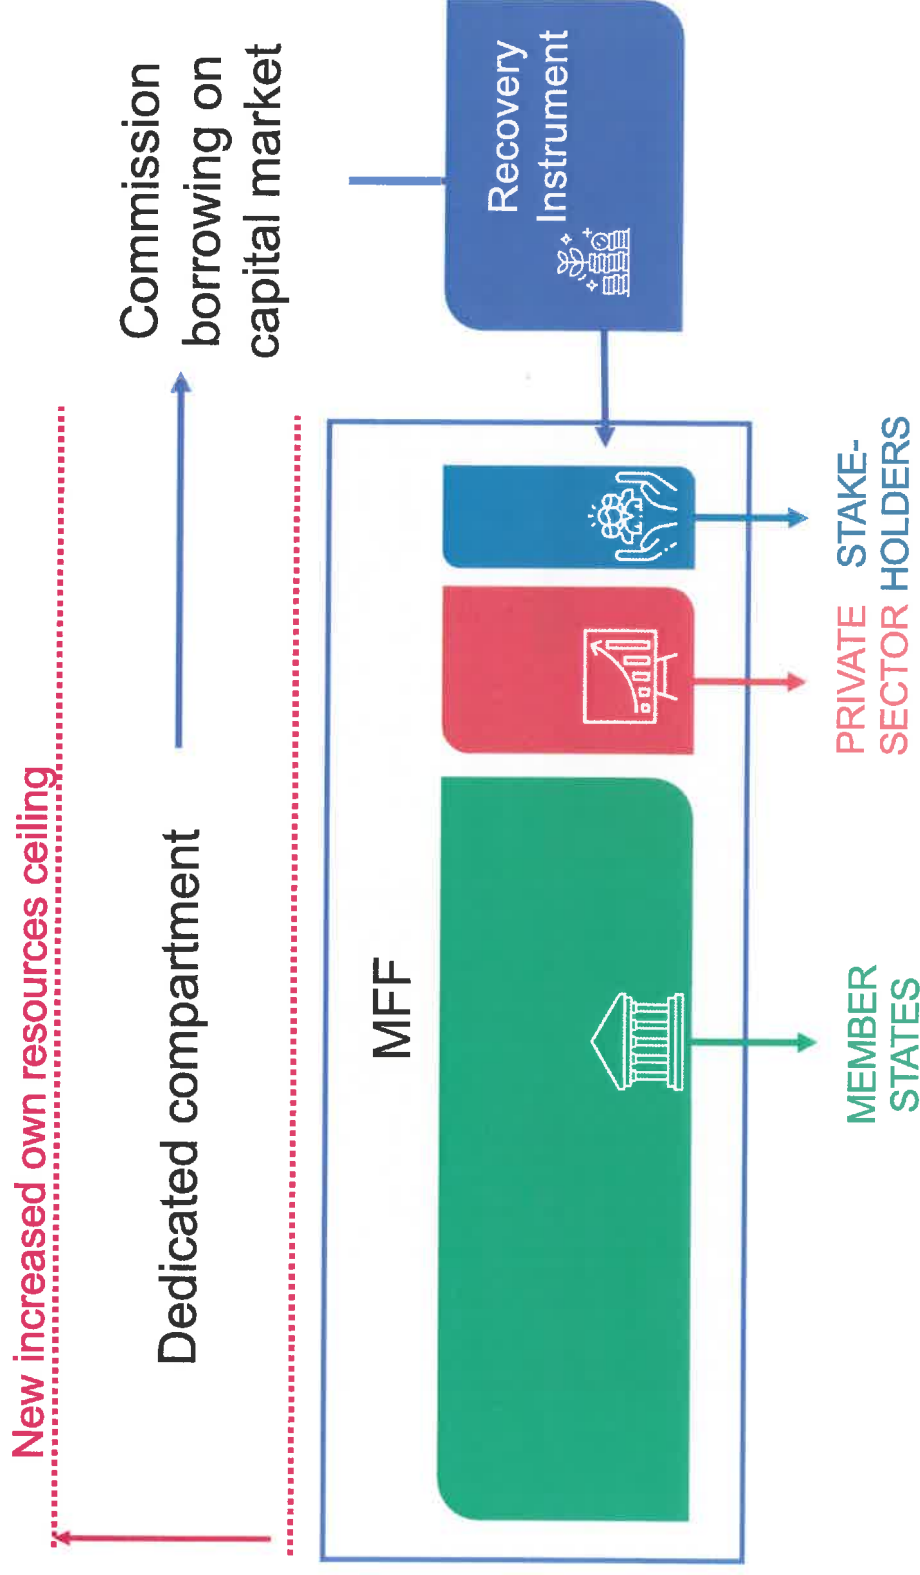 New increased own resources ceiling
Dedicated compartment
Commission
borrowing on
capital market
MFF
Recovery
Instrument
MEMBER
STATES
PRIVATE
SECTOR
STAKE-
HOLDERS